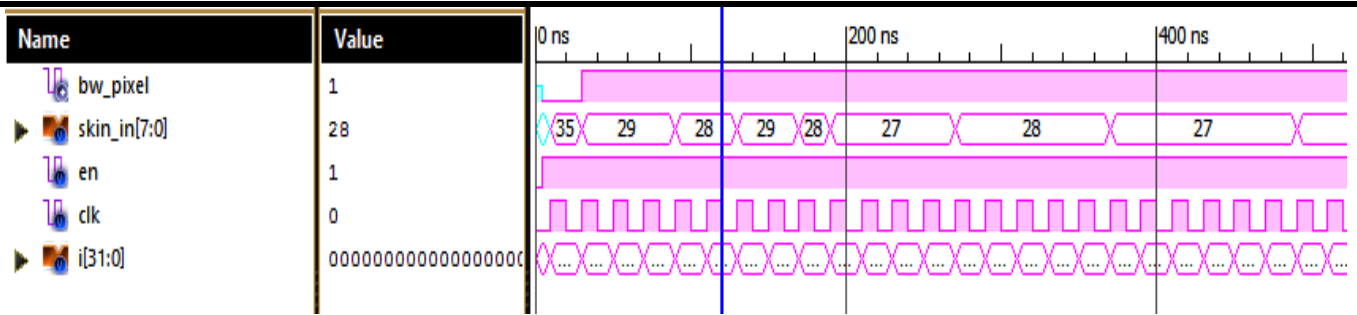 Name Value 0 ns 200 ns 400 ns
bw_pixel 1
skin_in[7:0] 28 35 29 28 29 28 27 28 27
en 1
clk 0
i[31:0] 0000000000000000000 ... ... ... ... ... ... ... ... ... ... ... ... ... ... ... ... ... ... ... ... ... ... ... ... ... ...